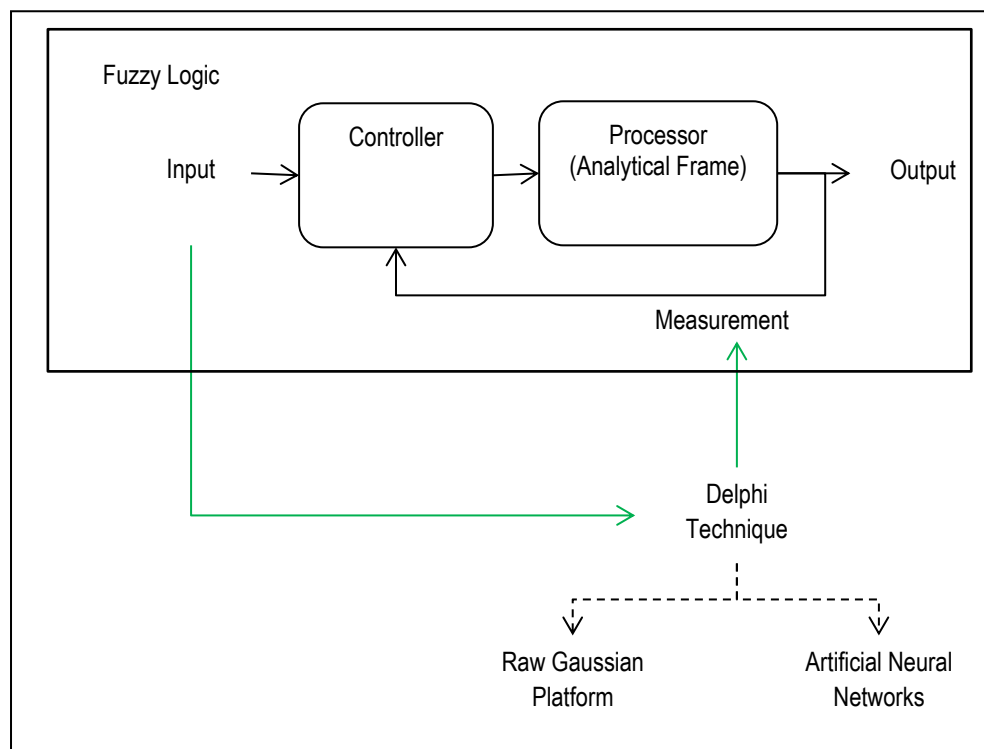 Fuzzy Logic
Controller
Processor
(Analytical Frame)
Input
Output
Measurement
Delphi
Technique
Raw Gaussian
Platform
Artificial Neural
Networks